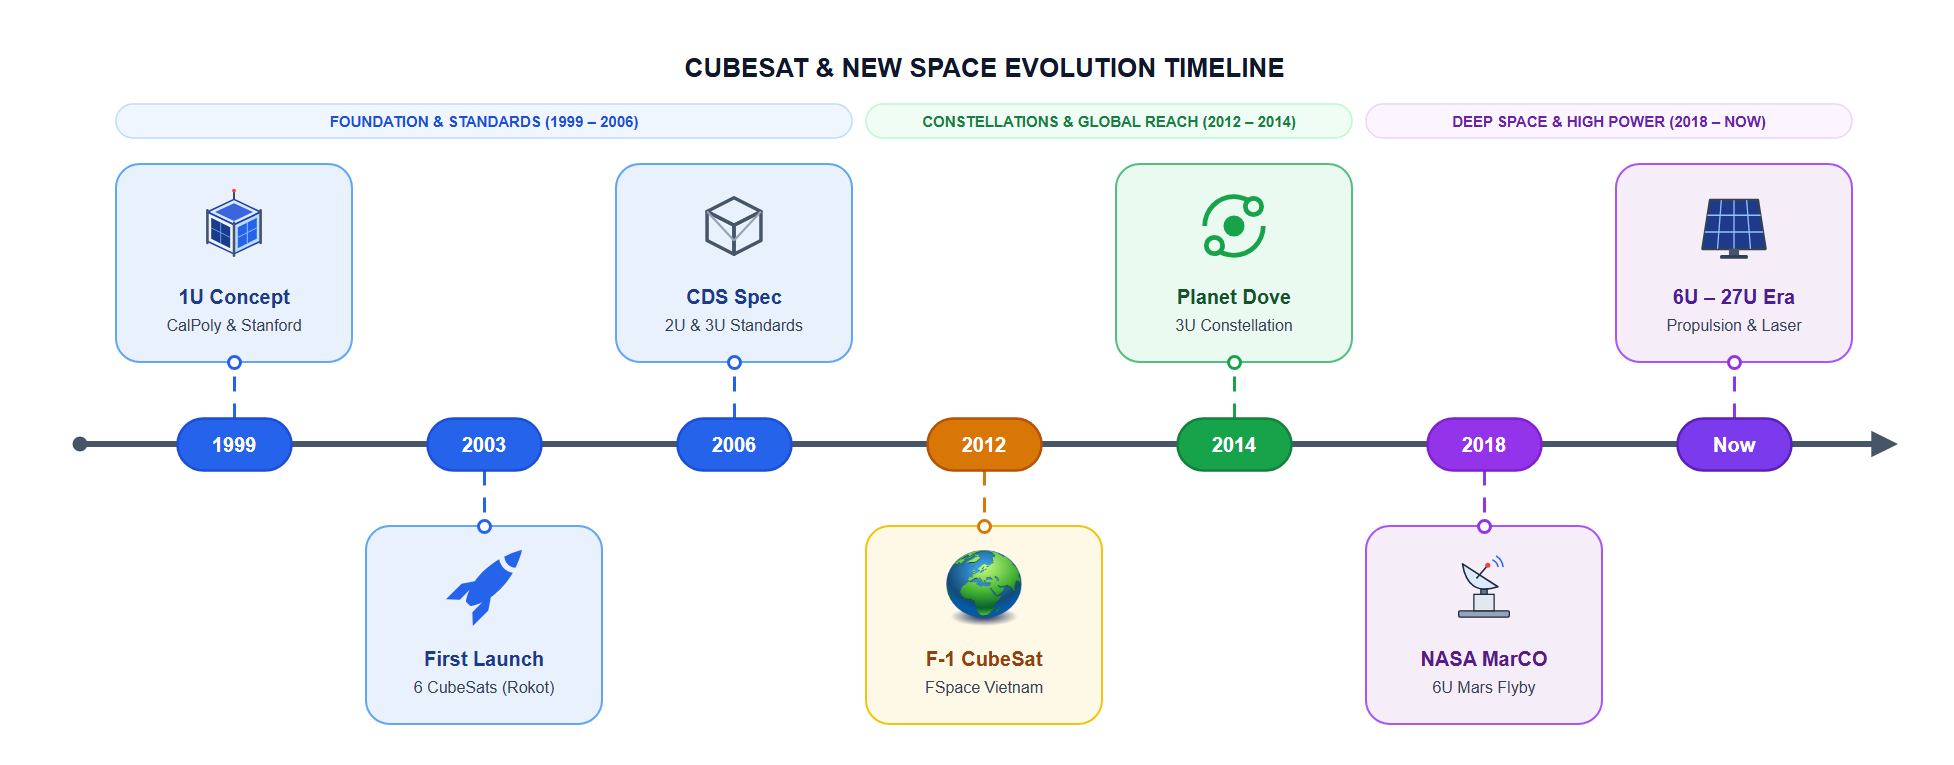 CUBESAT & NEW SPACE EVOLUTION TIMELINE
FOUNDATION & STANDARDS (1999 – 2006)
CONSTELLATIONS & GLOBAL REACH (2012 – 2014)
DEEP SPACE & HIGH POWER (2018 – NOW)
1U Concept
CalPoly & Stanford
CDS Spec
2U & 3U Standards
Planet Dove
3U Constellation
6U – 27U Era
Propulsion & Laser
1999
2003
2006
2012
2014
2018
Now
First Launch
6 CubeSats (Rokot)
F-1 CubeSat
FSpace Vietnam
NASA MarCO
6U Mars Flyby